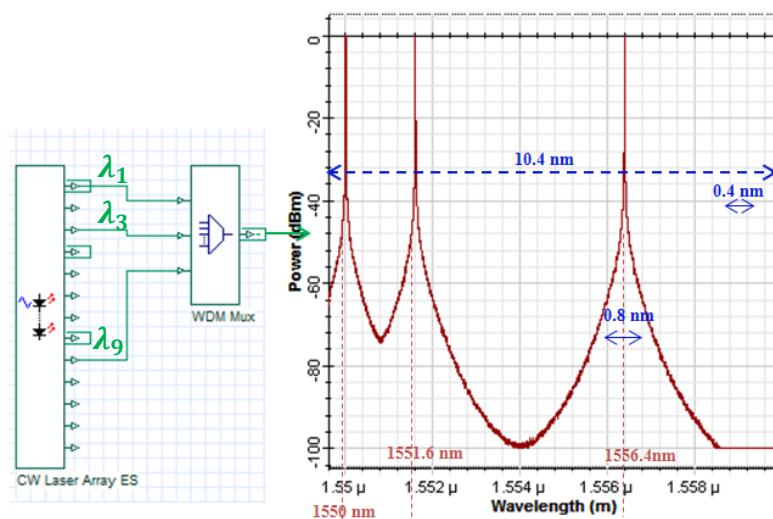 λ1
λ3
λ9
CW Laser Array ES
WDM Mux
Power (dBm)
0
-20
-40
-60
-80
-100
10.4 nm
0.4 nm
0.8 nm
1551.6 nm
1556.4nm
1.55 µ
1.552 µ
1.554 µ
1.556 µ
1.558 µ
Wavelength (m)
1550 nm